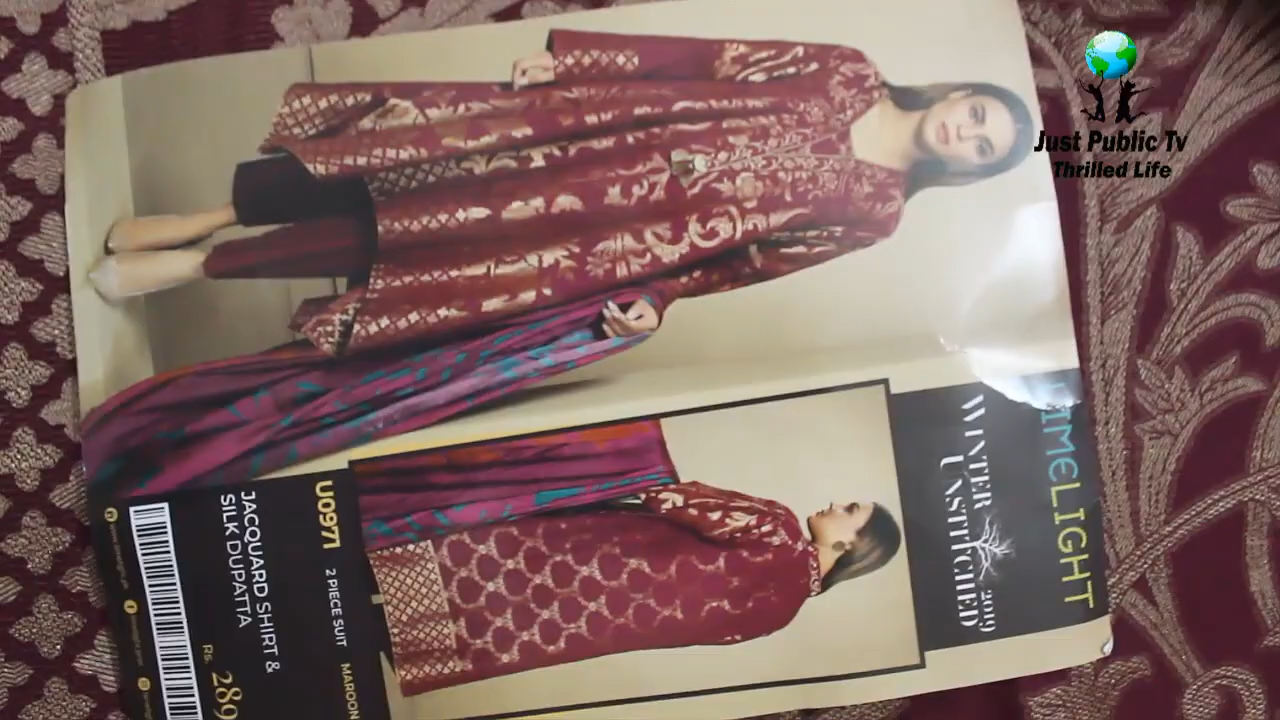 Just Public Tv
Thrilled Life
LIMELIGHT
WINTER 2019
UNSTITCHED
U0971 2 PIECE SUIT MAROON
JACQUARD SHIRT &
SILK DUPATTA
Rs. 289